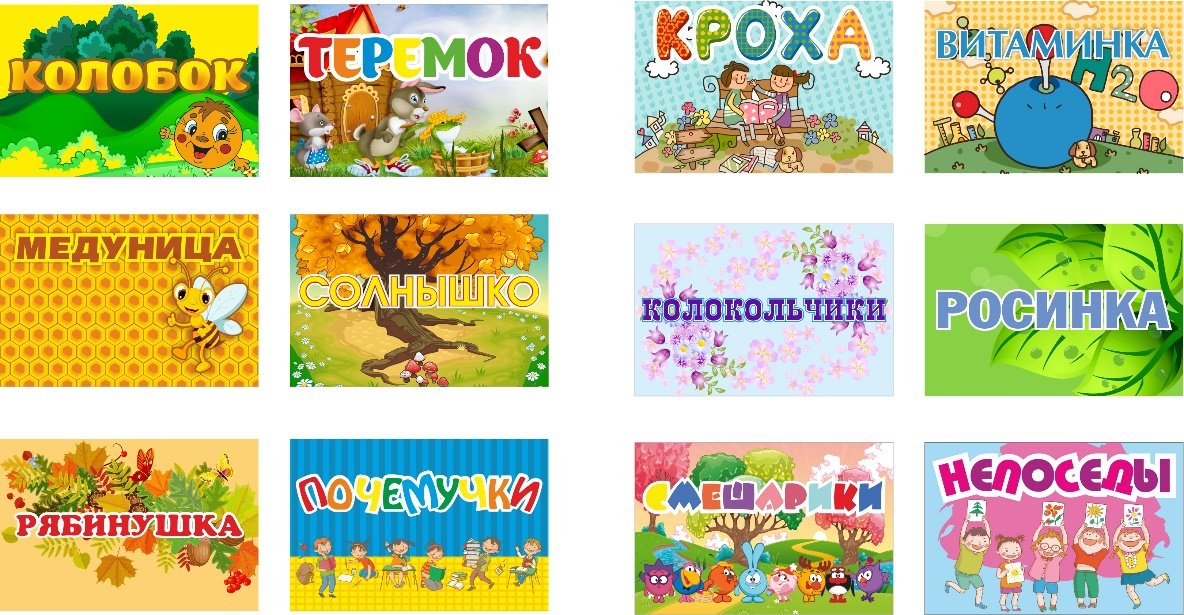 КОЛОБОК
ТЕРЕМОК
КРОХА
ВИТАМИНКА
H2O
МЕДУНИЦА
СОЛНЫШКО
КОЛОКОЛЬЧИКИ
РОСИНКА
РЯБИНУШКА
ПОЧЕМУЧКИ
СМЕШАРИКИ
НЕПОСЕДЫ